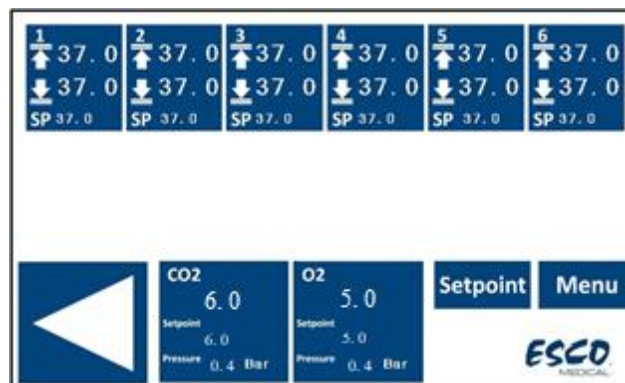 1 2 3 4 5 6
37.0 37.0 37.0 37.0 37.0 37.0
37.0 37.0 37.0 37.0 37.0 37.0
SP 37.0 SP 37.0 SP 37.0 SP 37.0 SP 37.0 SP 37.0
CO2
6.0
Setpoint
6.0
Pressure 0.4 Bar
O2
5.0
Setpoint
5.0
Pressure 0.4 Bar
Setpoint
Menu
ESCO
MEDICAL